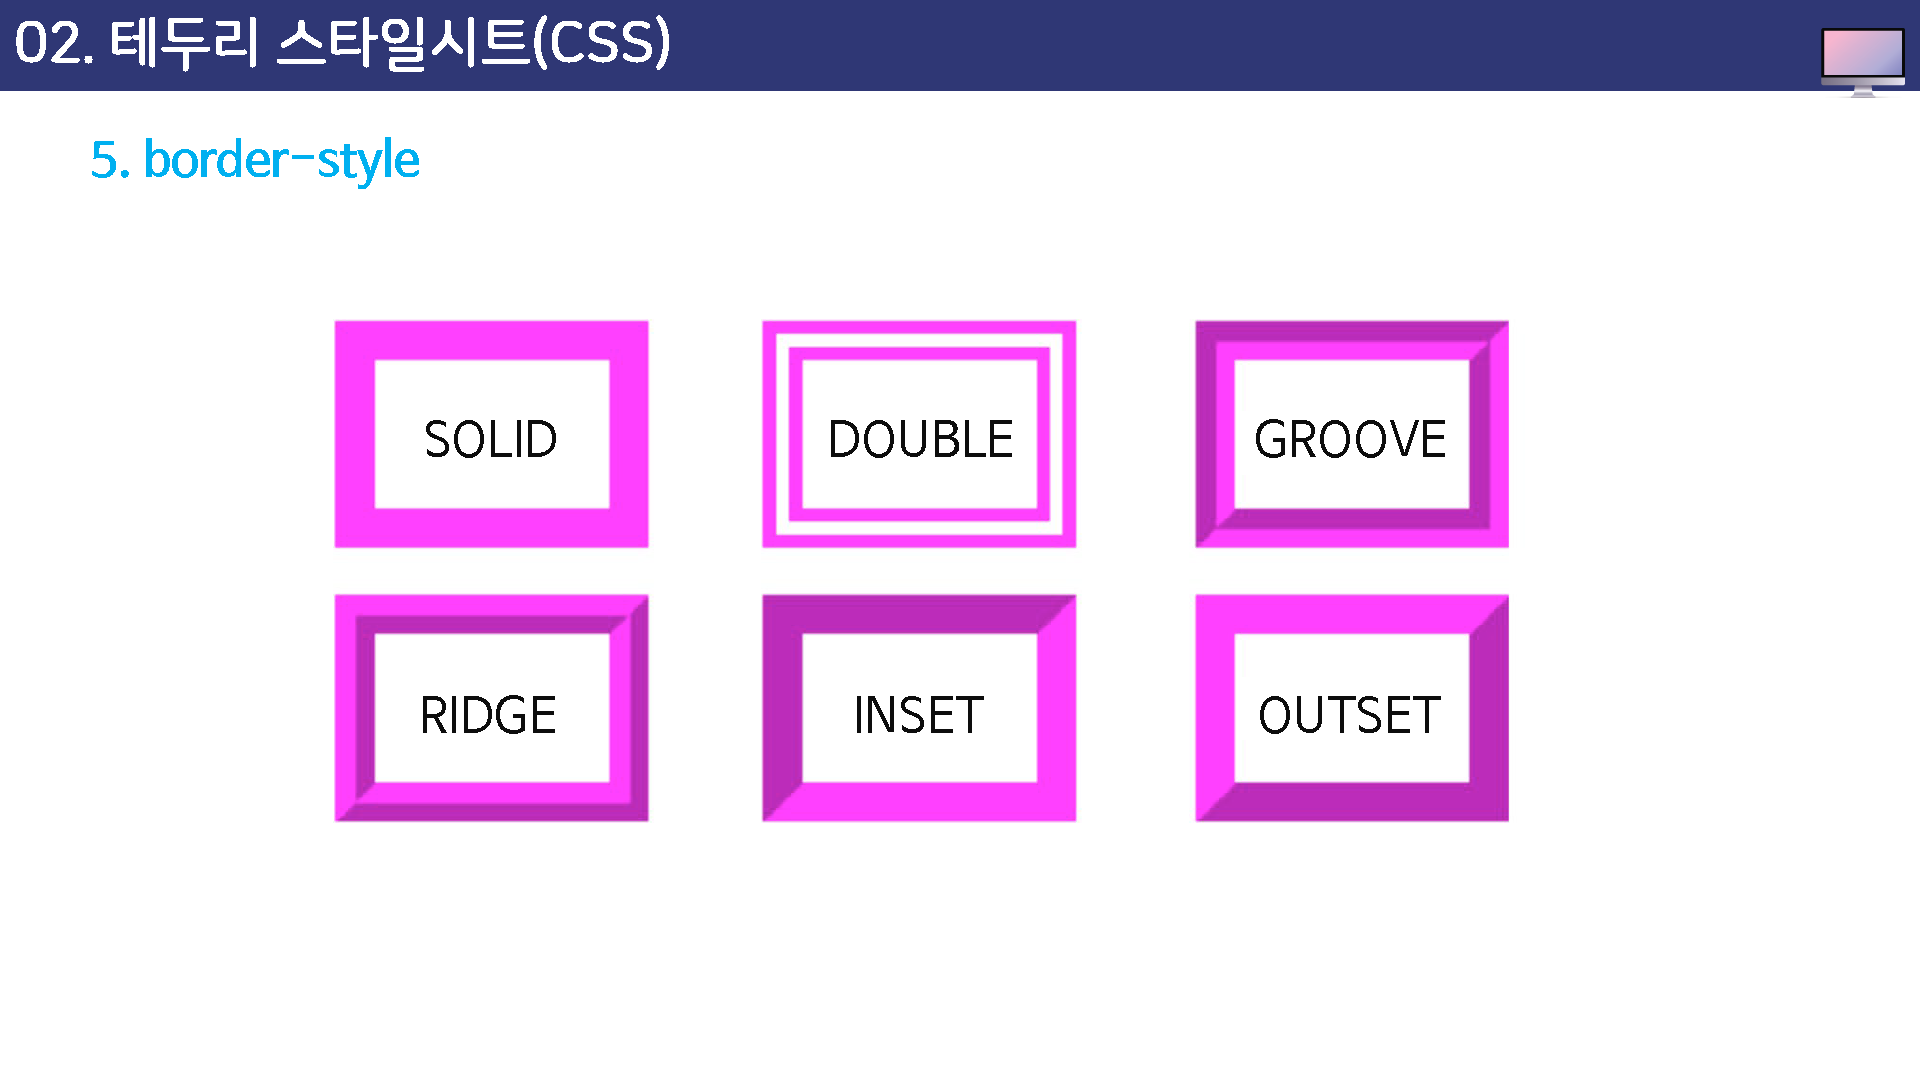 02. 테두리 스타일시트(CSS)
5. border-style
SOLID
DOUBLE
GROOVE
RIDGE
INSET
OUTSET